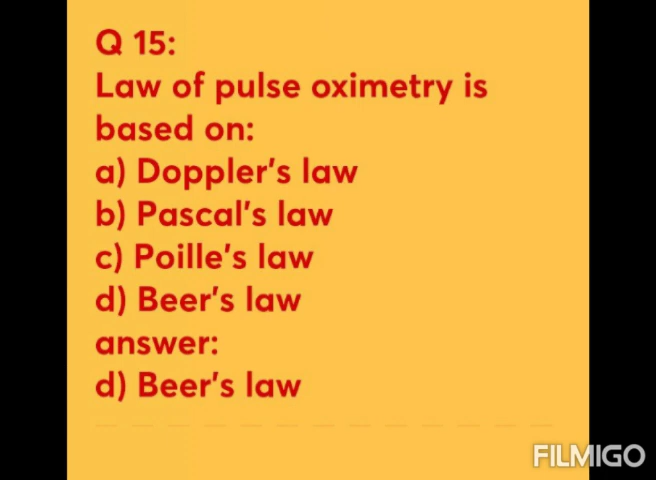 Q 15:
Law of pulse oximetry is
based on:
a) Doppler's law
b) Pascal's law
c) Poille's law
d) Beer's law
answer:
d) Beer's law
FILMIGO